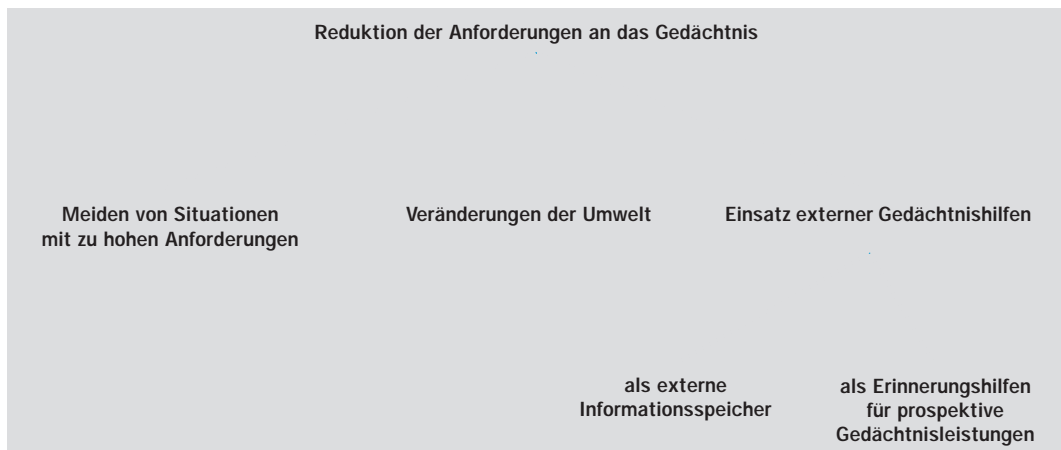 Reduktion der Anforderungen an das Gedächtnis
Meiden von Situationen
mit zu hohen Anforderungen
Veränderungen der Umwelt
Einsatz externer Gedächtnishilfen
als externe
Informationsspeicher
als Erinnerungshilfen
für prospektive
Gedächtnisleistungen